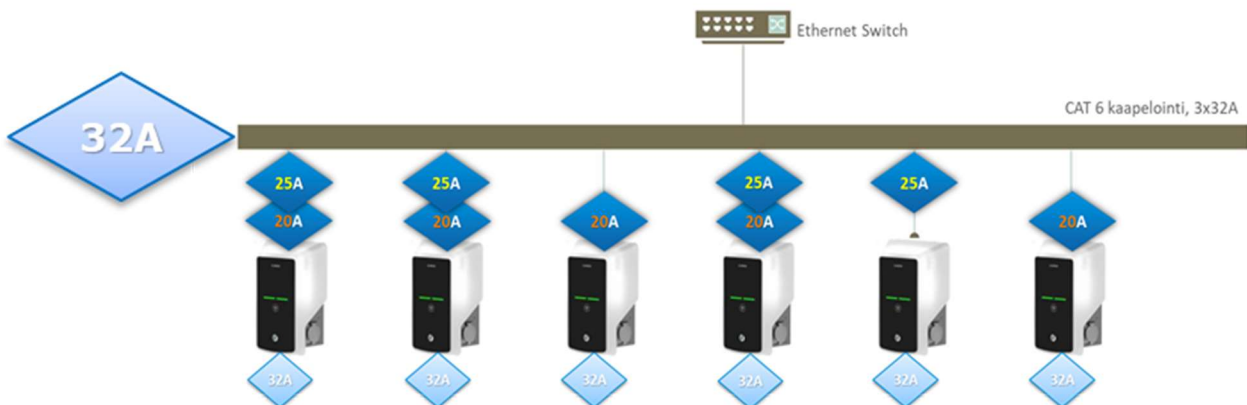 Ethernet Switch
CAT 6 kaapelointi, 3x32A
32A
25A 25A 25A 25A
20A 20A 20A 20A 20A
32A 32A 32A 32A 32A 32A